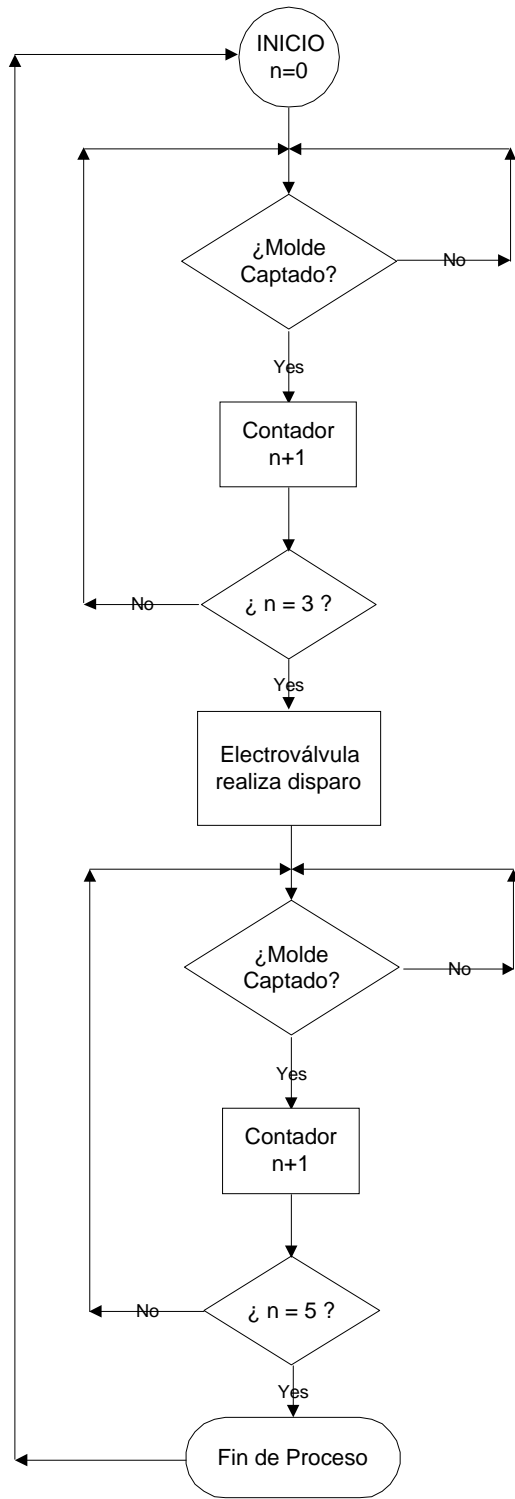 INICIO
n=0
¿Molde
Captado?
No
Yes
Contador
n+1
¿ n = 3 ?
No
Yes
Electroválvula
realiza disparo
¿Molde
Captado?
No
Yes
Contador
n+1
¿ n = 5 ?
No
Yes
Fin de Proceso